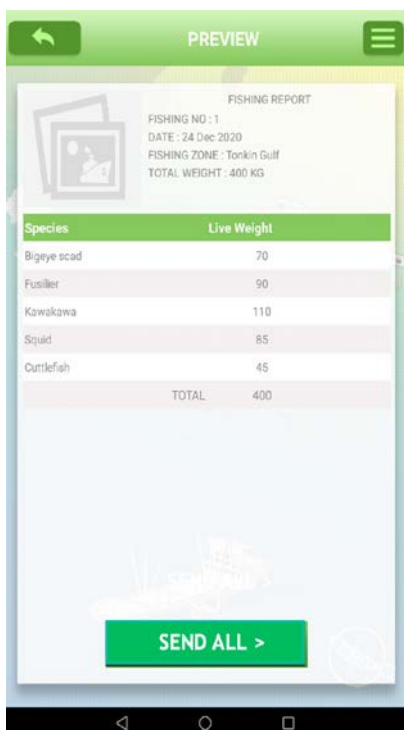 PREVIEW
FISHING REPORT
FISHING NO : 1
DATE : 24 Dec 2020
FISHING ZONE : Tonkin Gulf
TOTAL WEIGHT : 400 KG
Species Live Weight
Bigeye scad 70
Fusilier 90
Kawakawa 110
Squid 85
Cuttlefish 45
TOTAL 400
SEND ALL >